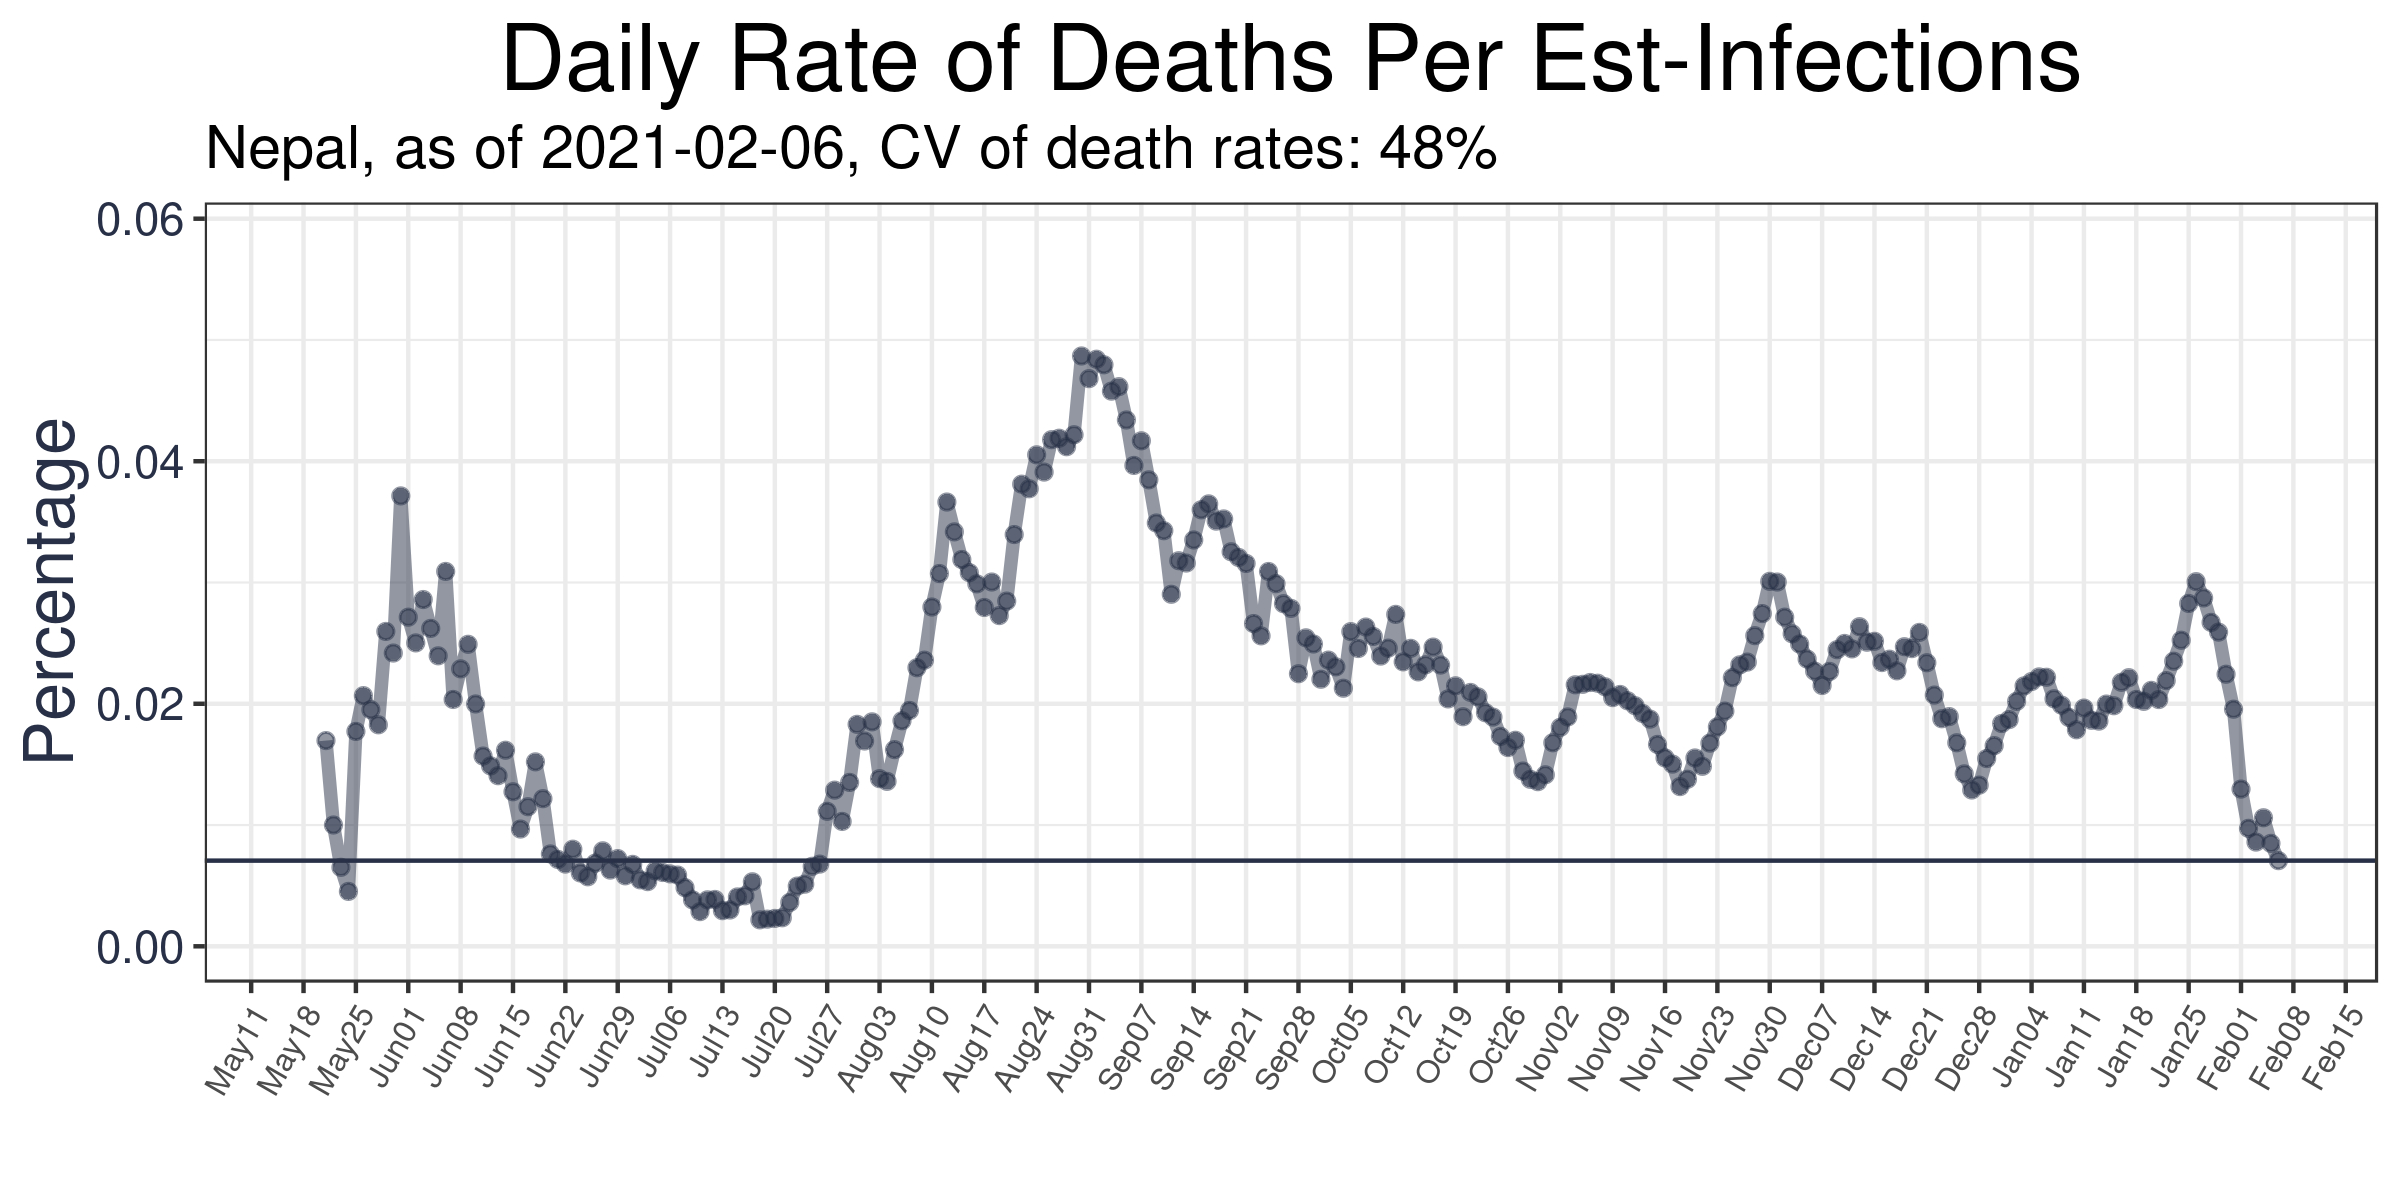 Daily Rate of Deaths Per Est-Infections
Nepal, as of 2021-02-06, CV of death rates: 48%
Percentage
0.06
0.04
0.02
0.00
May11 May18 May25 Jun01 Jun08 Jun15 Jun22 Jun29 Jul06 Jul13 Jul20 Jul27 Aug03 Aug10 Aug17 Aug24 Aug31 Sep07 Sep14 Sep21 Sep28 Oct05 Oct12 Oct19 Oct26 Nov02 Nov09 Nov16 Nov23 Nov30 Dec07 Dec14 Dec21 Dec28 Jan04 Jan11 Jan18 Jan25 Feb01 Feb08 Feb15